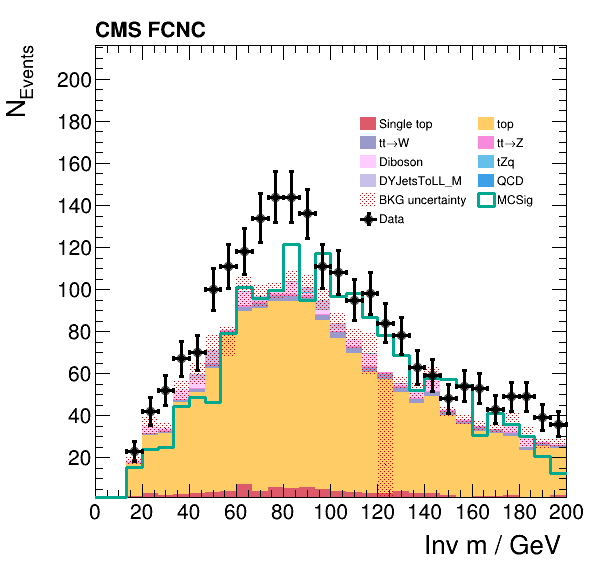 CMS FCNC
N_Events
200
180
160
140
120
100
80
60
40
20
Single top
top
tt→W
tt→Z
Diboson
tZq
DYJetsToLL_M
QCD
BKG uncertainty
MCSig
Data
0 20 40 60 80 100 120 140 160 180 200
Inv m / GeV